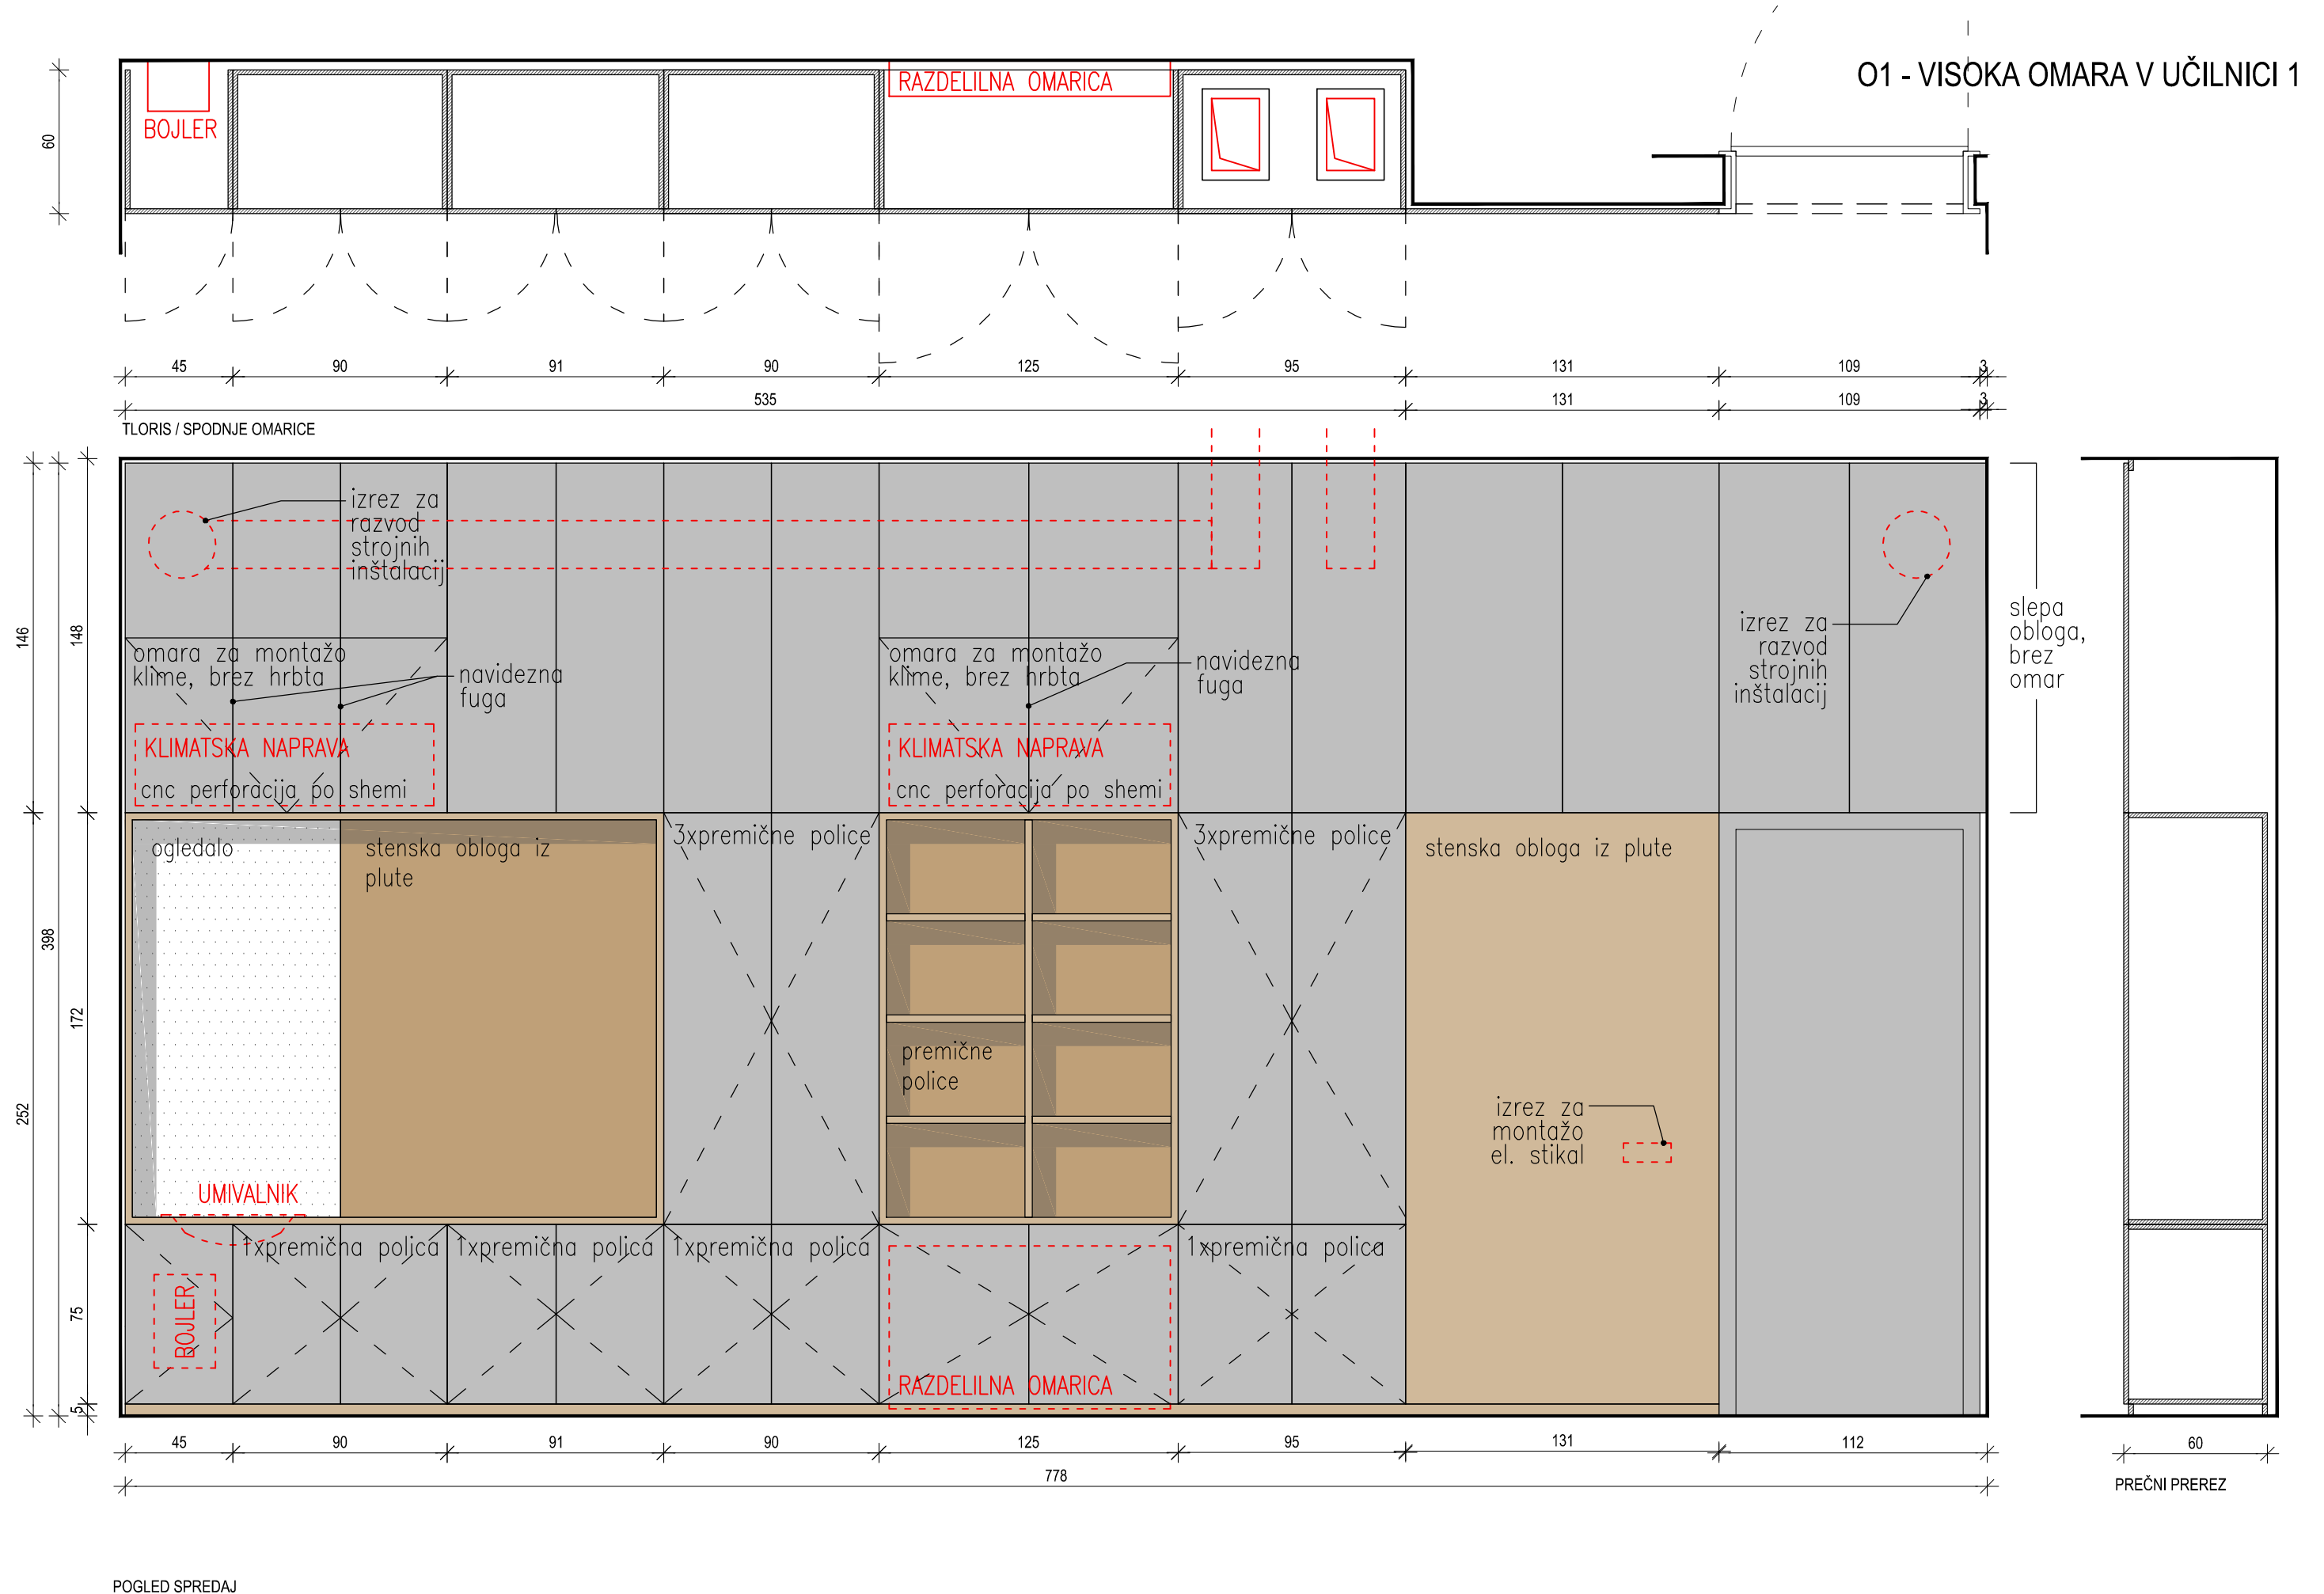 O1 - VISOKA OMARA V UČILNICI 1
BOJLER
RAZDELILNA OMARICA
60
45 90 91 90 125 95 131 109 3
535 131 109 3
TLORIS / SPODNJE OMARICE
izrez za
razvod
strojnih
inštalacij
omara za montažo
klime, brez hrbta
navidezna
fuga
KLIMATSKA NAPRAVA
cnc perforacija po shemi
omara za montažo
klime, brez hrbta
navidezna
fuga
KLIMATSKA NAPRAVA
cnc perforacija po shemi
izrez za
razvod
strojnih
inštalacij
slepa
obloga,
brez
omar
146
148
398
252
172
75
5
ogledalo
stenska obloga iz
plute
3xpremične police
premične
police
3xpremične police
stenska obloga iz plute
izrez za
montažo
el. stikal
UMIVALNIK
BOJLER
1xpremična polica
1xpremična polica
1xpremična polica
RAZDELILNA OMARICA
1xpremična polica
45 90 91 90 125 95 131 112
778
60
PREČNI PREREZ
POGLED SPREDAJ